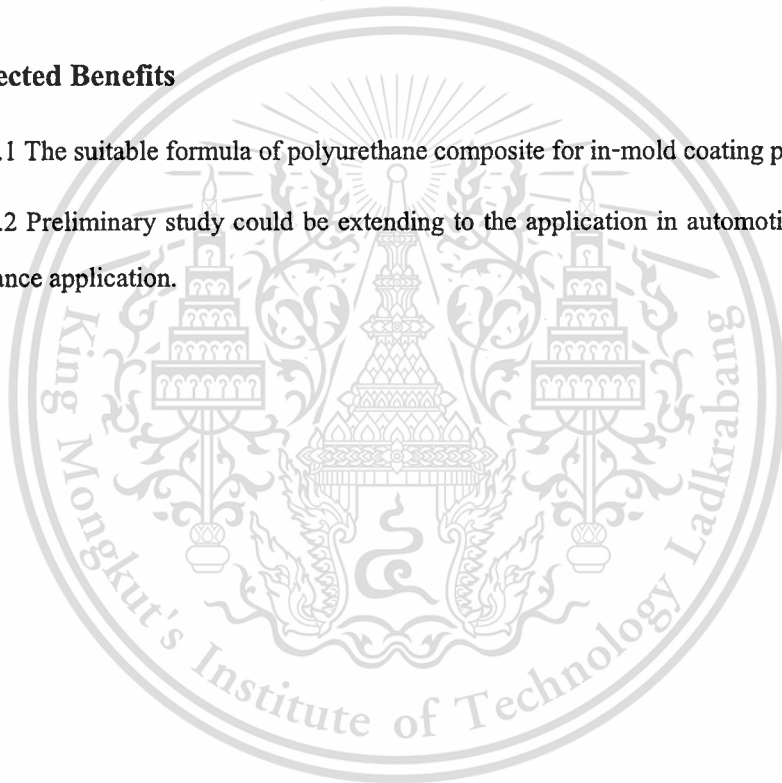 ected Benefits
.1 The suitable formula of polyurethane composite for in-mold coating p
.2 Preliminary study could be extending to the application in automoti
ance application.
King Mongkut's Institute of Technology Ladkrabang